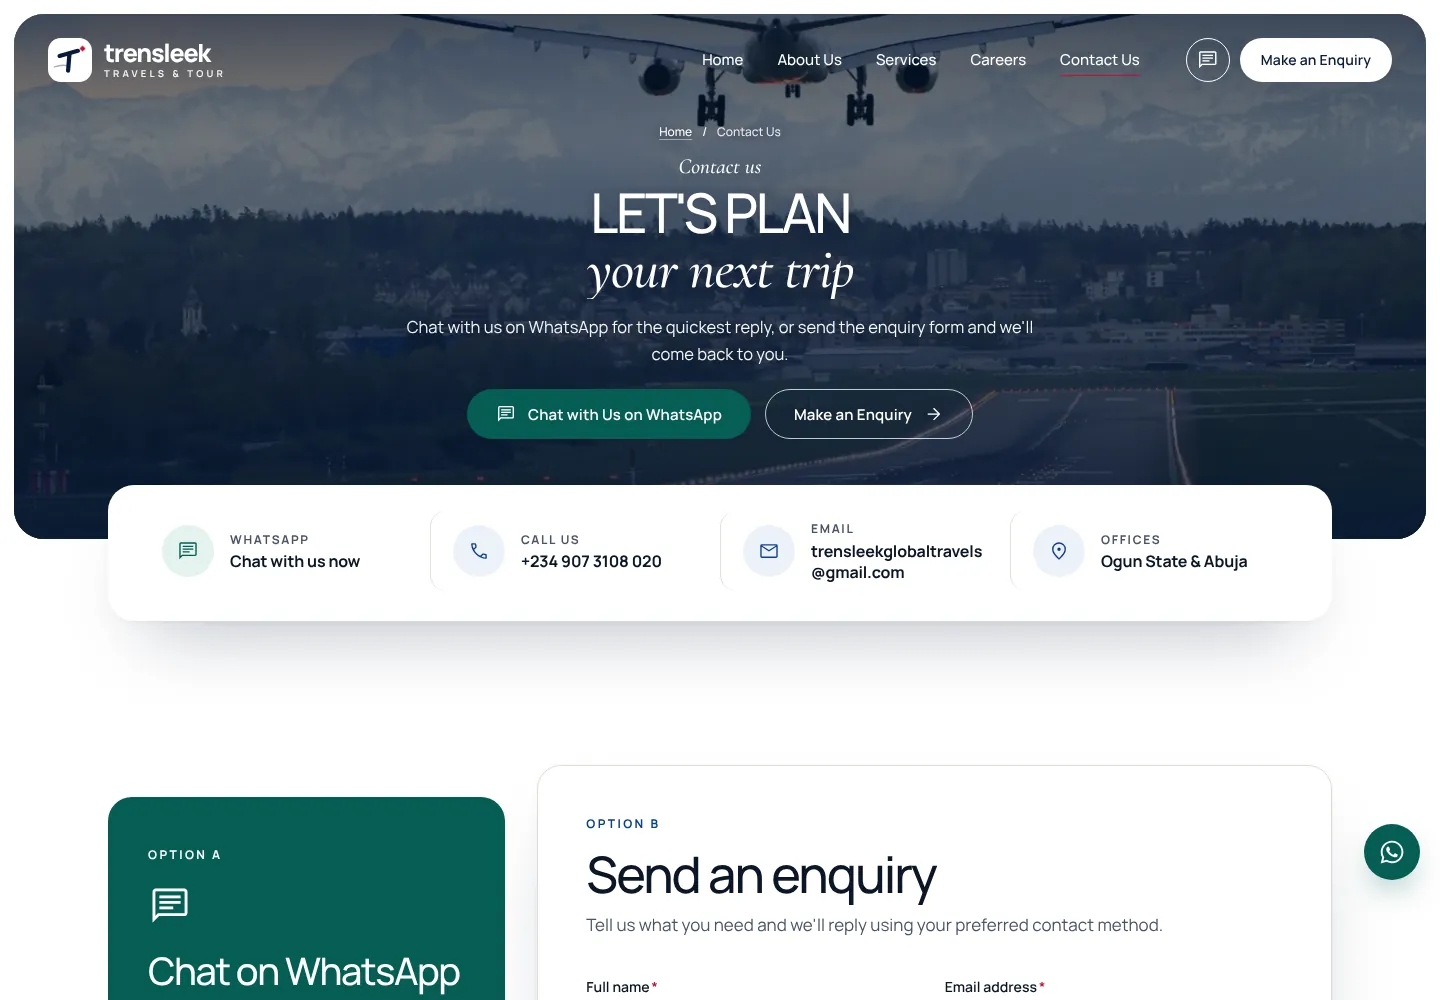 trensleek
TRAVELS & TOUR
Home
About Us
Services
Careers
Contact Us
Make an Enquiry
Home / Contact Us
Contact us
LET'S PLAN
your next trip
Chat with us on WhatsApp for the quickest reply, or send the enquiry form and we'll
come back to you.
Chat with Us on WhatsApp
Make an Enquiry
WHATSAPP
Chat with us now
CALL US
+234 907 3108 020
EMAIL
trensleekglobaltravels
@gmail.com
OFFICES
Ogun State & Abuja
OPTION A
Chat on WhatsApp
OPTION B
Send an enquiry
Tell us what you need and we'll reply using your preferred contact method.
Full name*
Email address*